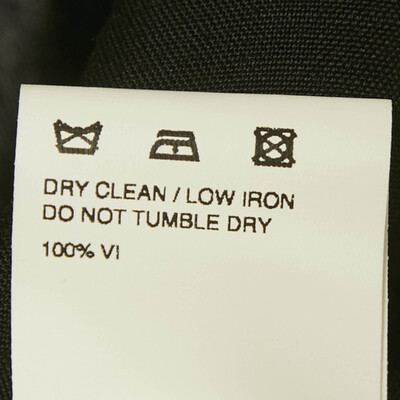 DRY CLEAN / LOW IRON
DO NOT TUMBLE DRY
100% VI